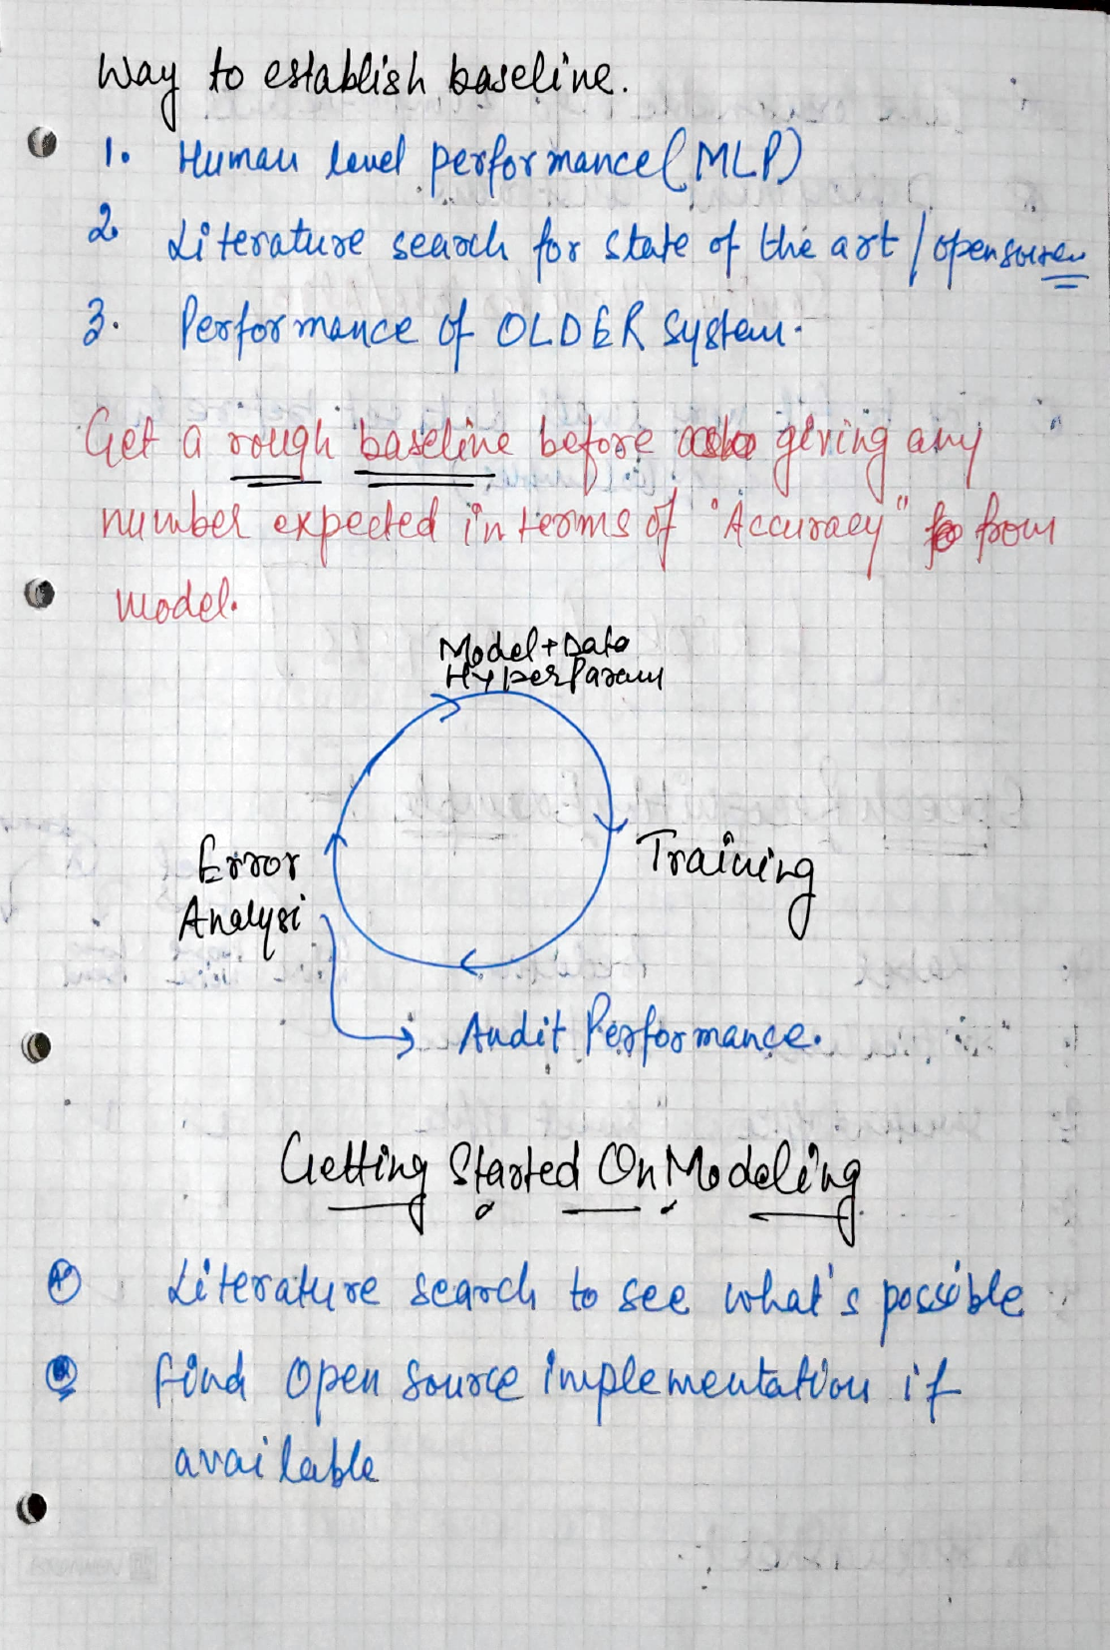 Way to establish baseline.
1. Human level performance (MLP)
2. Literature search for state of the art / opensource
3. Performance of OLDER system.
Get a rough baseline before giving any
number expected in terms of "Accuracy" from
model.
Model + Data
HyperParam
Error
Analysi
Training
Audit Performance.
Getting Started On Modeling
Literature search to see what's possible
find Open Source implementation if
available